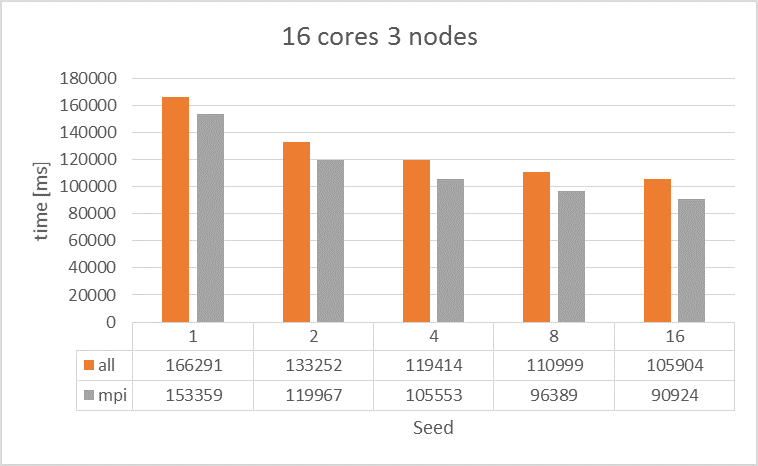 16 cores 3 nodes
time [ms]
180000
160000
140000
120000
100000
80000
60000
40000
20000
0
1 2 4 8 16
all 166291 133252 119414 110999 105904
mpi 153359 119967 105553 96389 90924
Seed